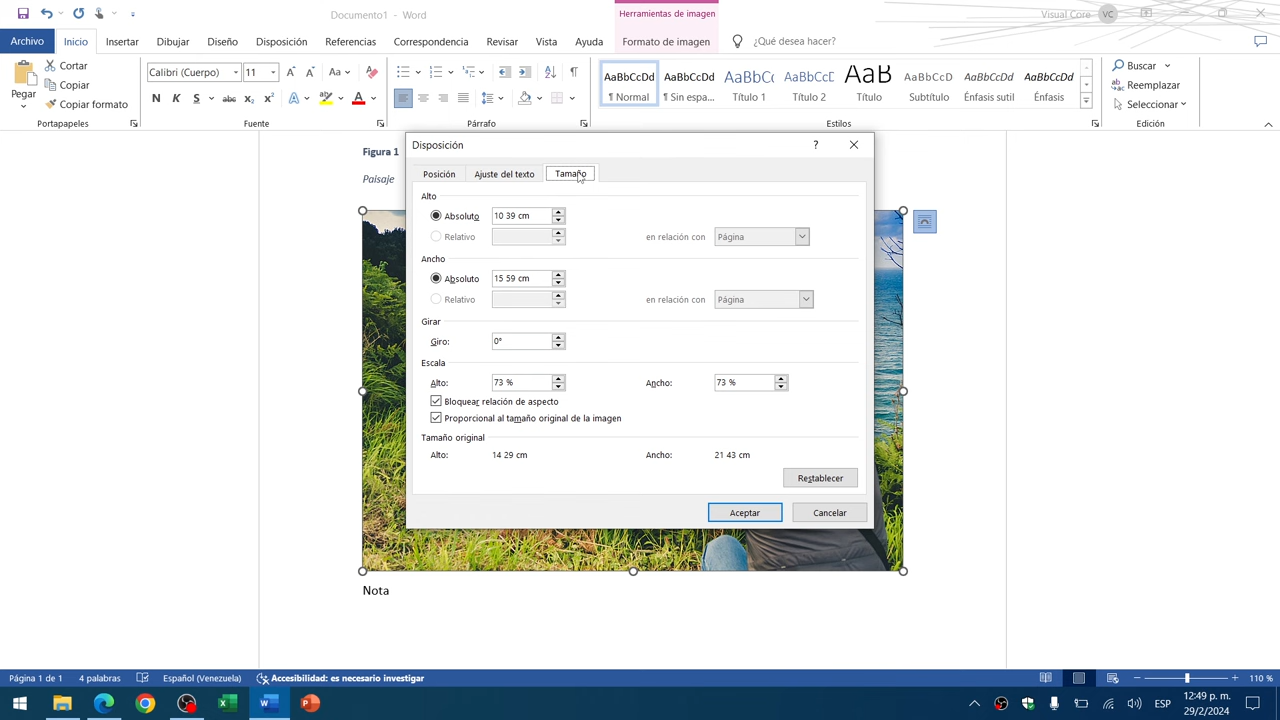 Documento1 - Word
Herramientas de imagen
Visual Core
VC
Archivo
Inicio
Insertar
Dibujar
Diseño
Disposición
Referencias
Correspondencia
Revisar
Vista
Ayuda
Formato de imagen
¿Qué desea hacer?
Pegar
Cortar
Copiar
Copiar formato
Portapapeles
Calibri (Cuerpo)
11
Aa
N K S abc x₂ x²
A
A
Fuente
Párrafo
AaBbCcDd
¶ Normal
AaBbCcDd
¶ Sin espa...
AaBbCc
Título 1
AaBbCcD
Título 2
AaB
Título
AaBbCcDd
Subtítulo
AaBbCcDd
Énfasis sutil
AaBbCcDd
Énfasis
Estilos
Buscar
Reemplazar
Seleccionar
Edición
Figura 1
Paisaje
Disposición
?
Posición
Ajuste del texto
Tamaño
Alto
Absoluto
10 39 cm
Relativo
en relación con
Página
Ancho
Absoluto
15 59 cm
Relativo
en relación con
Página
Girar
Giro:
0°
Escala
Alto:
73 %
Ancho:
73 %
Bloquear relación de aspecto
Proporcional al tamaño original de la imagen
Tamaño original
Alto:
14 29 cm
Ancho:
21 43 cm
Restablecer
Aceptar
Cancelar
Nota
Página 1 de 1
4 palabras
Español (Venezuela)
Accesibilidad: es necesario investigar
110 %
ESP
12:49 p. m.
29/2/2024